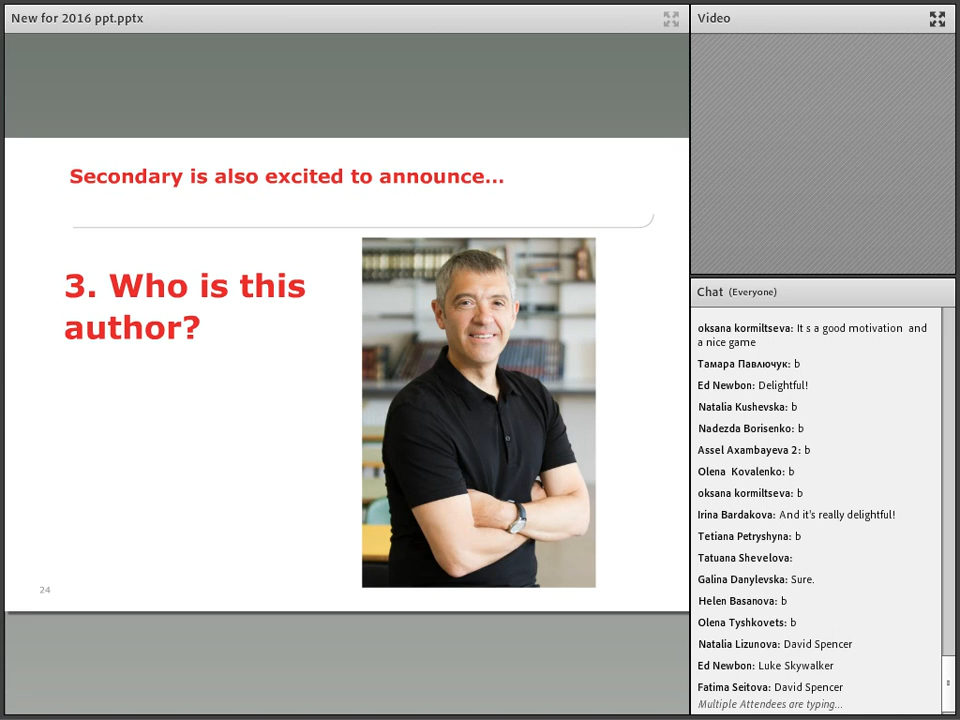 New for 2016 ppt.pptx
Secondary is also excited to announce...
3. Who is this
author?
24
Video
Chat (Everyone)
oksana kormiltseva: It s a good motivation and
a nice game
Тамара Павлючук: b
Ed Newbon: Delightful!
Natalia Kushevska: b
Nadezda Borisenko: b
Assel Axambayeva 2: b
Olena Kovalenko: b
oksana kormiltseva: b
Irina Bardakova: And it's really delightful!
Tetiana Petryshyna: b
Tatuana Shevelova:
Galina Danylevska: Sure.
Helen Basanova: b
Olena Tyshkovets: b
Natalia Lizunova: David Spencer
Ed Newbon: Luke Skywalker
Fatima Seitova: David Spencer
Multiple Attendees are typing...